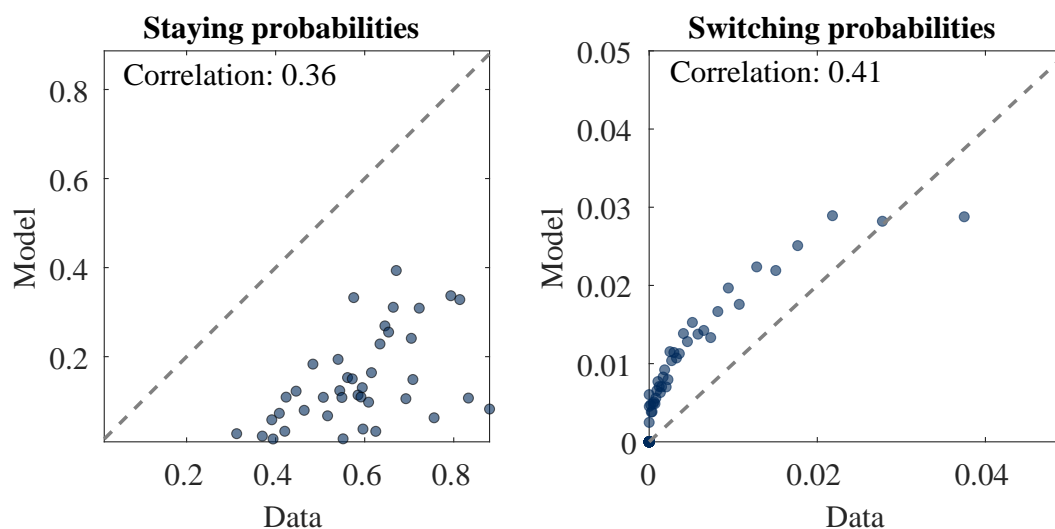 Staying probabilities
Correlation: 0.36
0.8
0.6
0.4
0.2
Model
0.2
0.4
0.6
0.8
Data
Switching probabilities
Correlation: 0.41
0.05
0.04
0.03
0.02
0.01
0
Model
0
0.02
0.04
Data